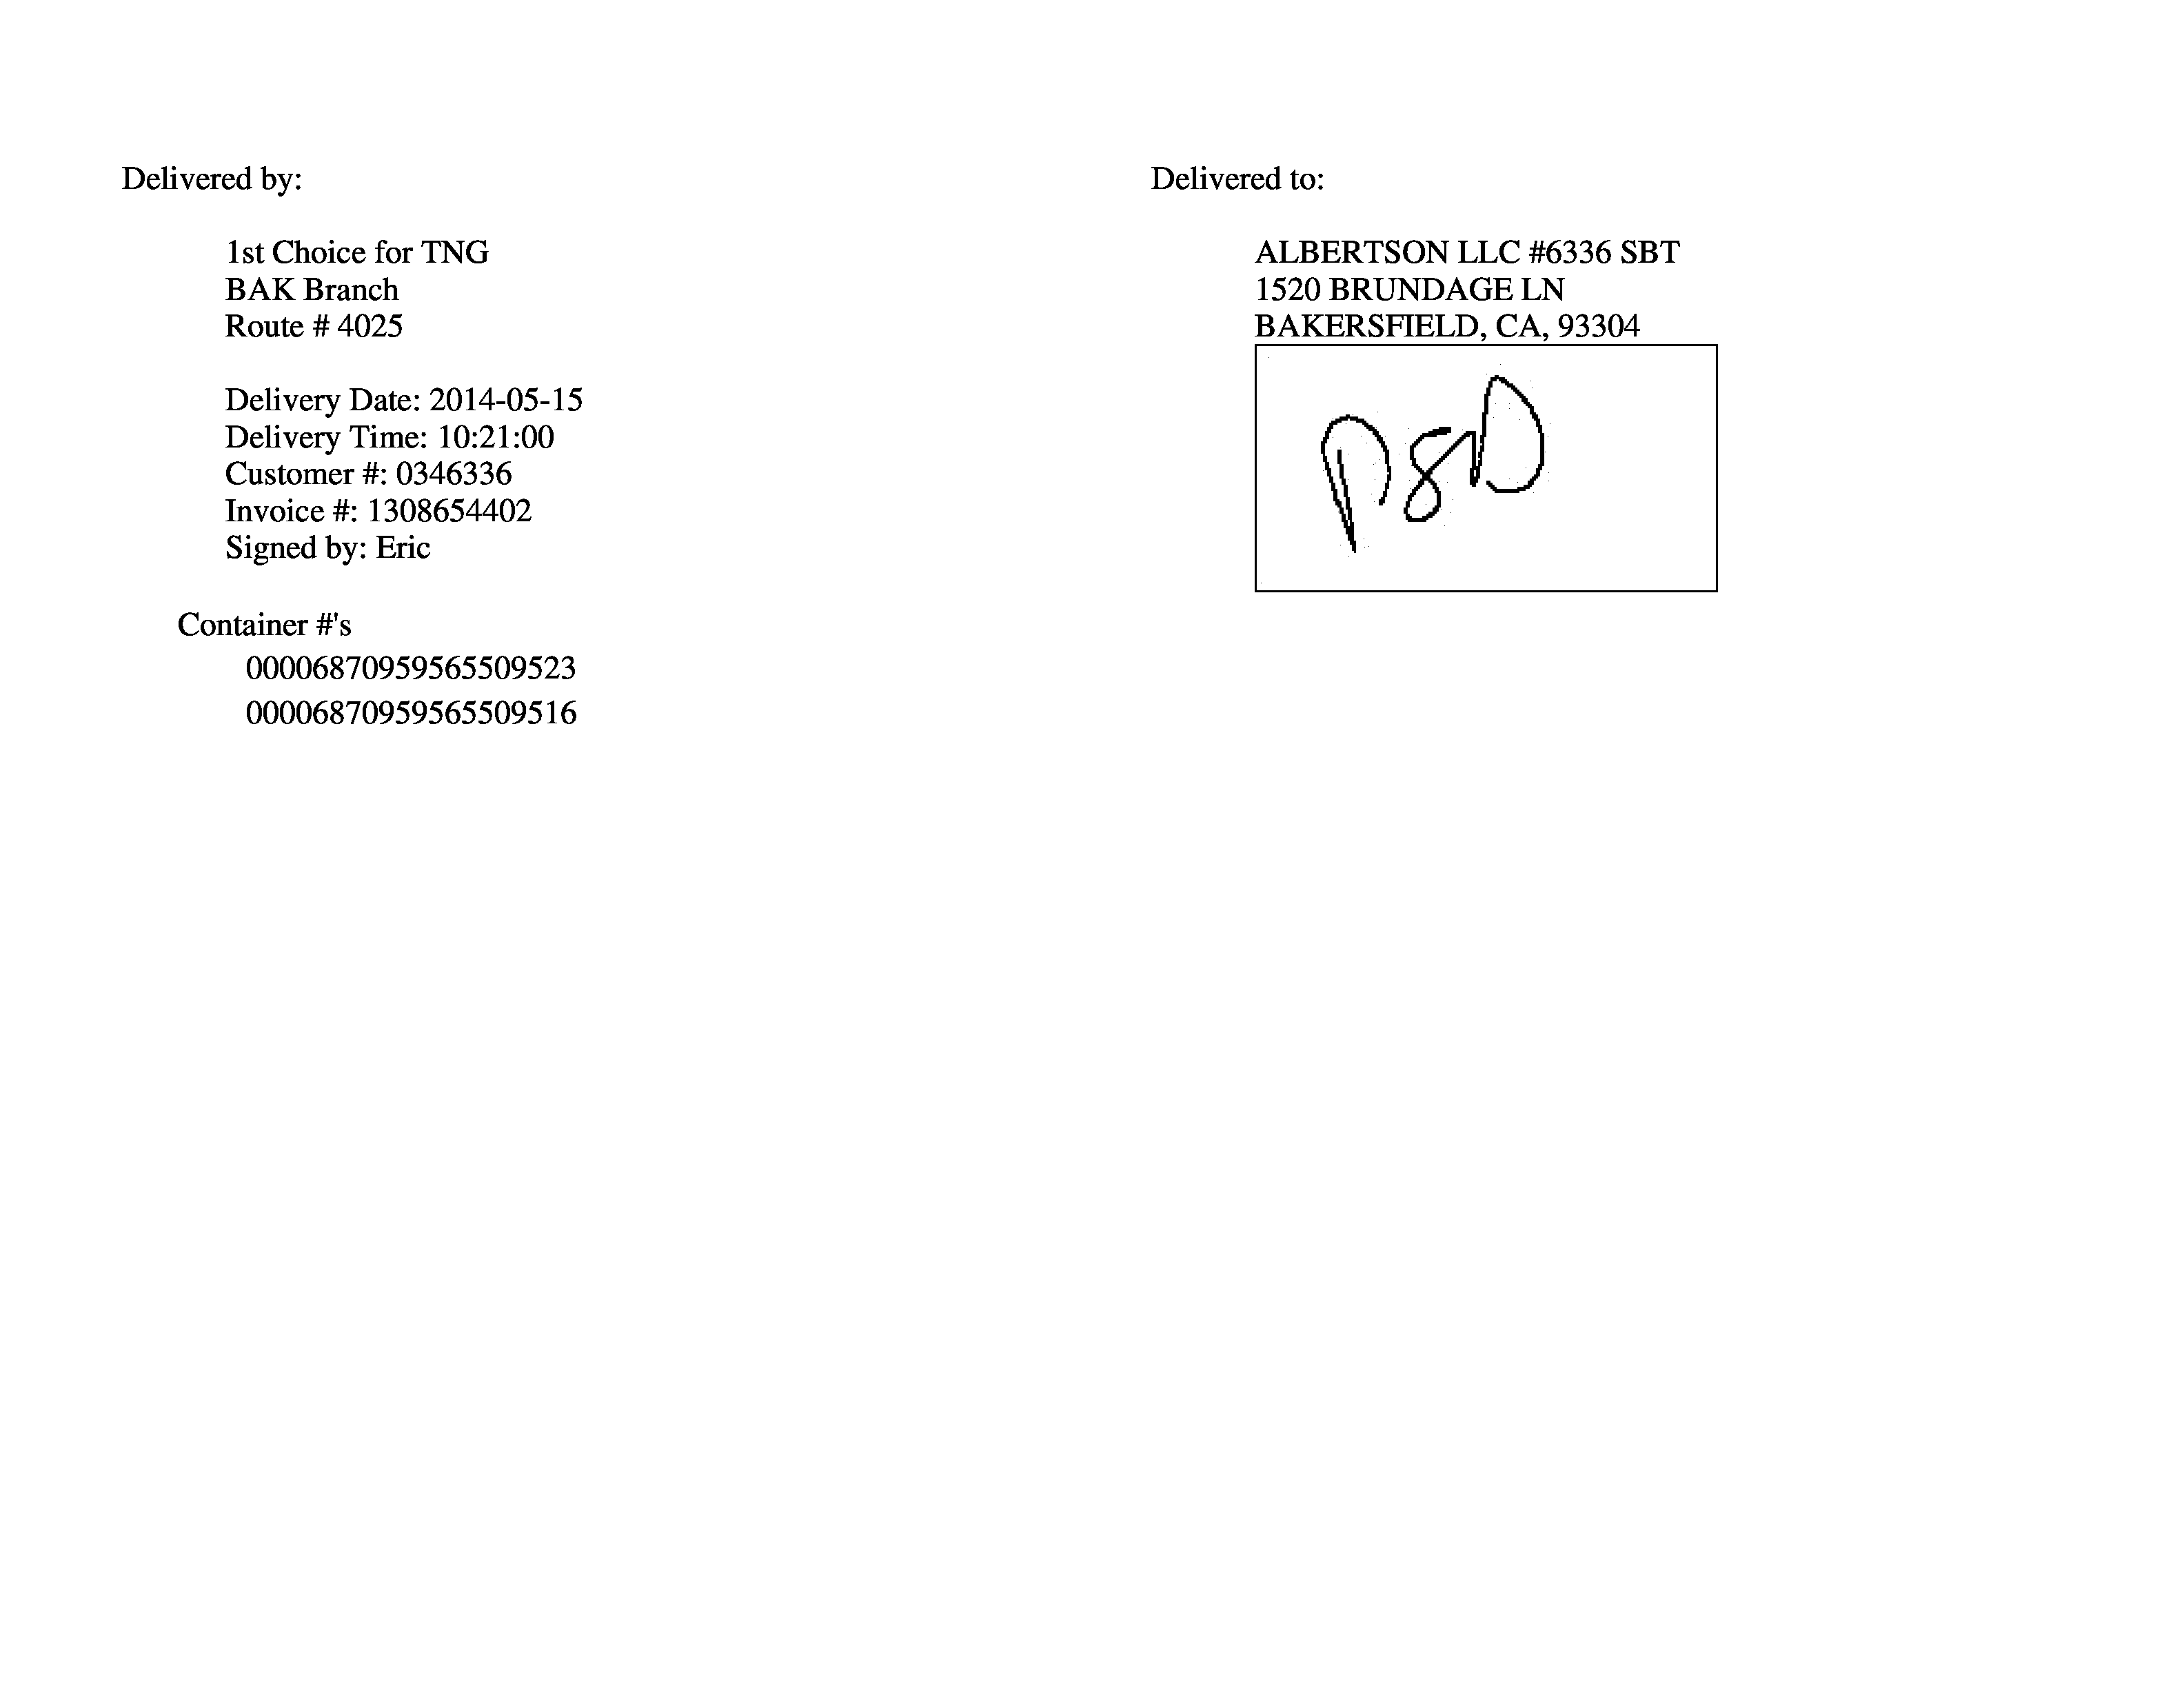 Delivered by:
1st Choice for TNG
BAK Branch
Route # 4025
Delivery Date: 2014-05-15
Delivery Time: 10:21:00
Customer #: 0346336
Invoice #: 1308654402
Signed by: Eric
Container #'s
00006870959565509523
00006870959565509516
Delivered to:
ALBERTSON LLC #6336 SBT
1520 BRUNDAGE LN
BAKERSFIELD, CA, 93304